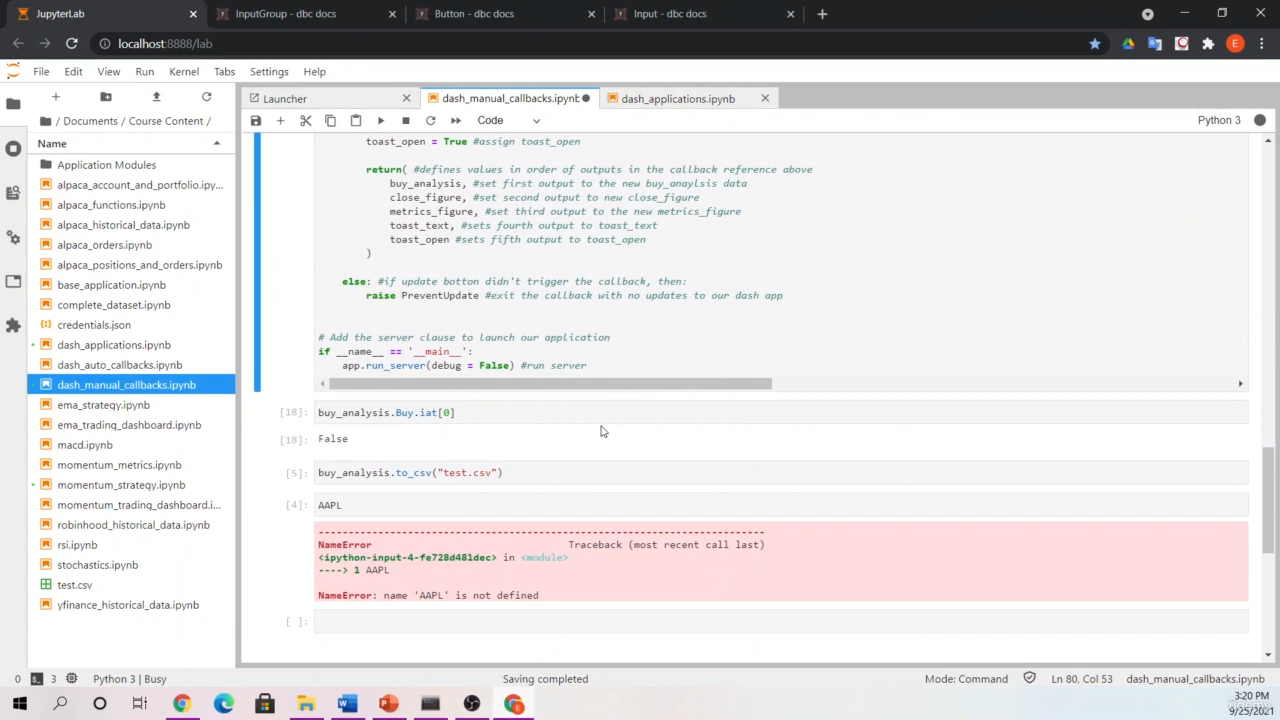 JupyterLab
InputGroup - dbc docs
Button - dbc docs
Input - dbc docs
localhost:8888/lab
E
File Edit View Run Kernel Tabs Settings Help
Launcher
dash_manual_callbacks.ipynb
dash_applications.ipynb
Code
Python 3
/ Documents / Course Content /
Name
Application Modules
alpaca_account_and_portfolio.ipy...
alpaca_functions.ipynb
alpaca_historical_data.ipynb
alpaca_orders.ipynb
alpaca_positions_and_orders.ipynb
base_application.ipynb
complete_dataset.ipynb
credentials.json
dash_applications.ipynb
dash_auto_callbacks.ipynb
dash_manual_callbacks.ipynb
ema_strategy.ipynb
ema_trading_dashboard.ipynb
macd.ipynb
momentum_metrics.ipynb
momentum_strategy.ipynb
momentum_trading_dashboard.i...
robinhood_historical_data.ipynb
rsi.ipynb
stochastics.ipynb
test.csv
yfinance_historical_data.ipynb
toast_open = True #assign toast_open
return( #defines values in order of outputs in the callback reference above
buy_analysis, #set first output to the new buy_anaylsis data
close_figure, #set second output to new close_figure
metrics_figure, #set third output to the new metrics_figure
toast_text, #sets fourth output to toast_text
toast_open #sets fifth output to toast_open
)
else: #if update botton didn't trigger the callback, then:
raise PreventUpdate #exit the callback with no updates to our dash app
# Add the server clause to launch our application
if __name__ == '__main__':
app.run_server(debug = False) #run server
[18]: buy_analysis.Buy.iat[0]
[18]: False
[5]: buy_analysis.to_csv("test.csv")
[4]: AAPL
---------------------------------------------------------------------------
NameError Traceback (most recent call last)
<ipython-input-4-fe728d481dec> in <module>
----> 1 AAPL
NameError: name 'AAPL' is not defined
[ ]:
0 3 Python 3 | Busy
Saving completed
Mode: Command
Ln 80, Col 53
dash_manual_callbacks.ipynb
3:20 PM
9/25/2021